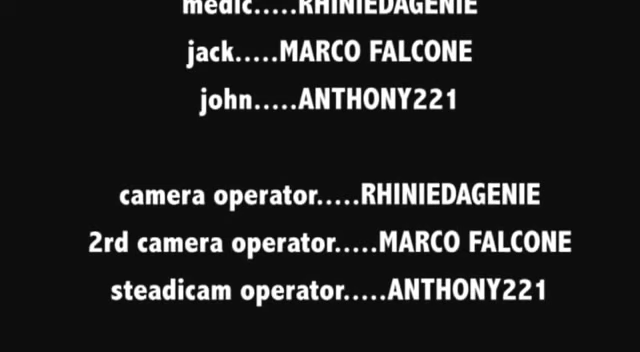 medic.....RHINIEDAGENIE
jack.....MARCO FALCONE
john.....ANTHONY221
camera operator.....RHINIEDAGENIE
2rd camera operator.....MARCO FALCONE
steadicam operator.....ANTHONY221